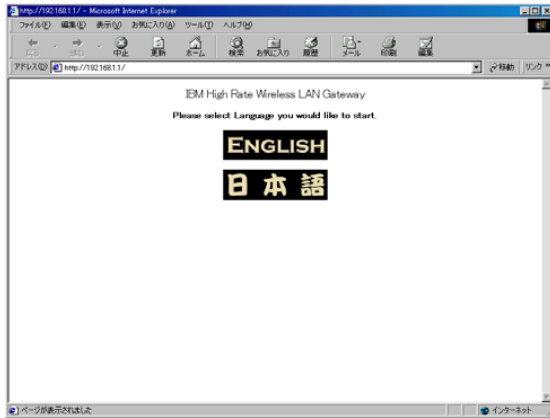 http://192.168.1.1/ - Microsoft Internet Explorer
ファイル(F) 編集(E) 表示(V) お気に入り(A) ツール(T) ヘルプ(H)
戻る 進む 中止 更新 ホーム 検索 お気に入り 履歴 メール 印刷 編集
アドレス(D) http://192.168.1.1/ 移動 リンク
IBM High Rate Wireless LAN Gateway
Please select Language you would like to start.
ENGLISH
日本語
ページが表示されました インターネット